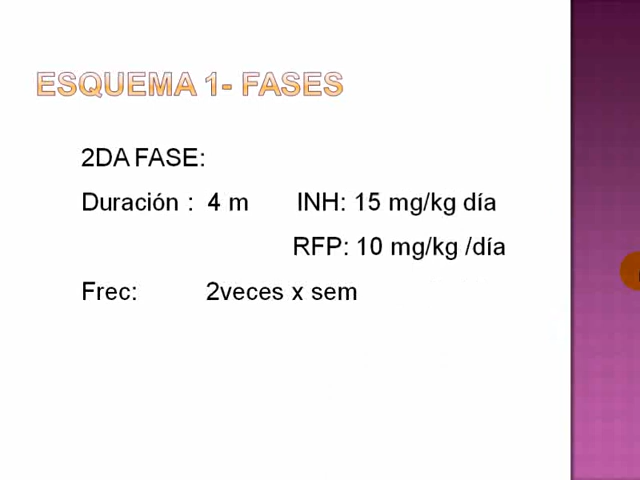 ESQUEMA 1- FASES
2DA FASE:
Duración : 4 m INH: 15 mg/kg día
RFP: 10 mg/kg /día
Frec: 2veces x sem